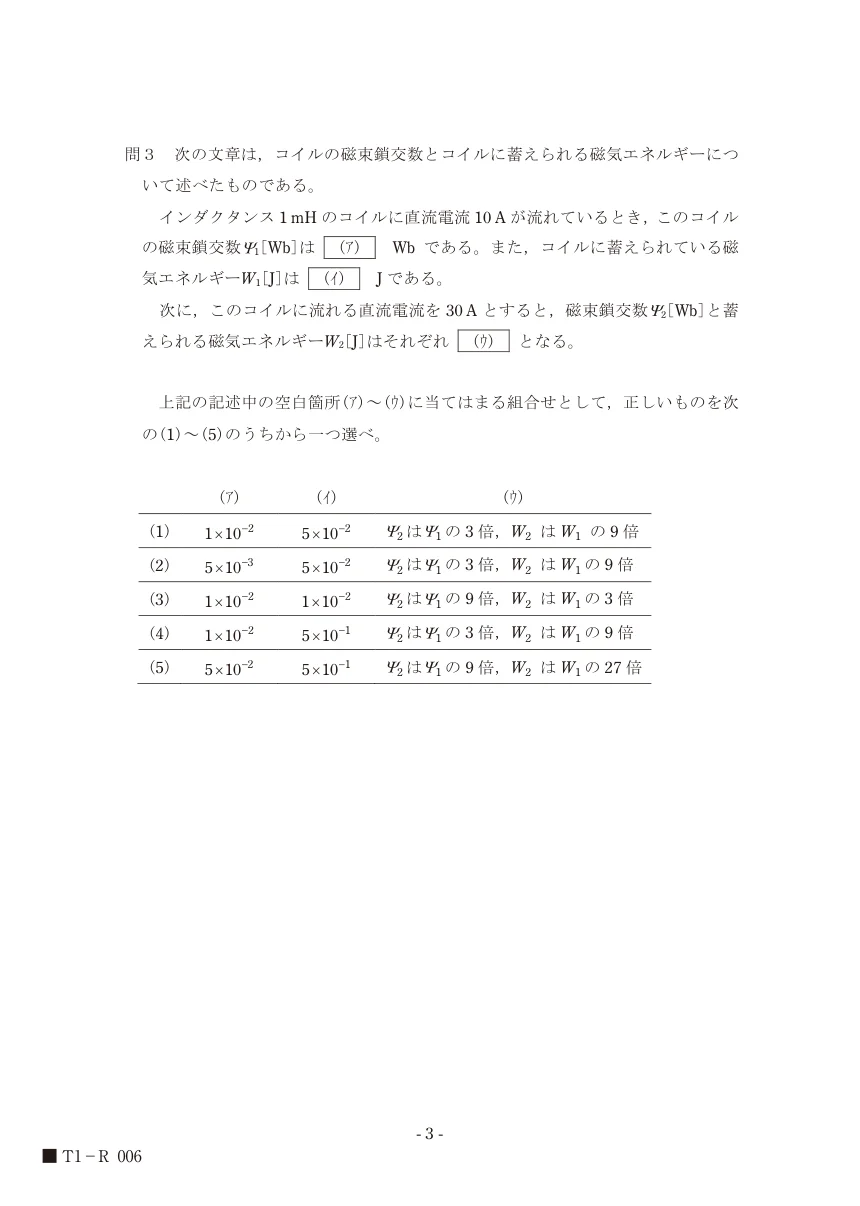 問3 次の文章は，コイルの磁束鎖交数とコイルに蓄えられる磁気エネルギーにつ
いて述べたものである。
インダクタンス 1 mH のコイルに直流電流 10 A が流れているとき，このコイル
の磁束鎖交数Ψ₁[Wb]は (ｱ) Wb である。また，コイルに蓄えられている磁
気エネルギーW₁[J]は (ｲ) J である。
次に，このコイルに流れる直流電流を 30 A とすると，磁束鎖交数Ψ₂[Wb]と蓄
えられる磁気エネルギーW₂[J]はそれぞれ (ｳ) となる。
上記の記述中の空白箇所(ｱ)～(ｳ)に当てはまる組合せとして，正しいものを次
の(1)～(5)のうちから一つ選べ。
(ｱ) (ｲ) (ｳ)
(1) 1×10⁻² 5×10⁻² Ψ₂はΨ₁の 3 倍，W₂ は W₁ の 9 倍
(2) 5×10⁻³ 5×10⁻² Ψ₂はΨ₁の 3 倍，W₂ は W₁の 9 倍
(3) 1×10⁻² 1×10⁻² Ψ₂はΨ₁の 9 倍，W₂ は W₁の 3 倍
(4) 1×10⁻² 5×10⁻¹ Ψ₂はΨ₁の 3 倍，W₂ は W₁の 9 倍
(5) 5×10⁻² 5×10⁻¹ Ψ₂はΨ₁の 9 倍，W₂ は W₁の 27 倍
- 3 -
■ T1－R 006